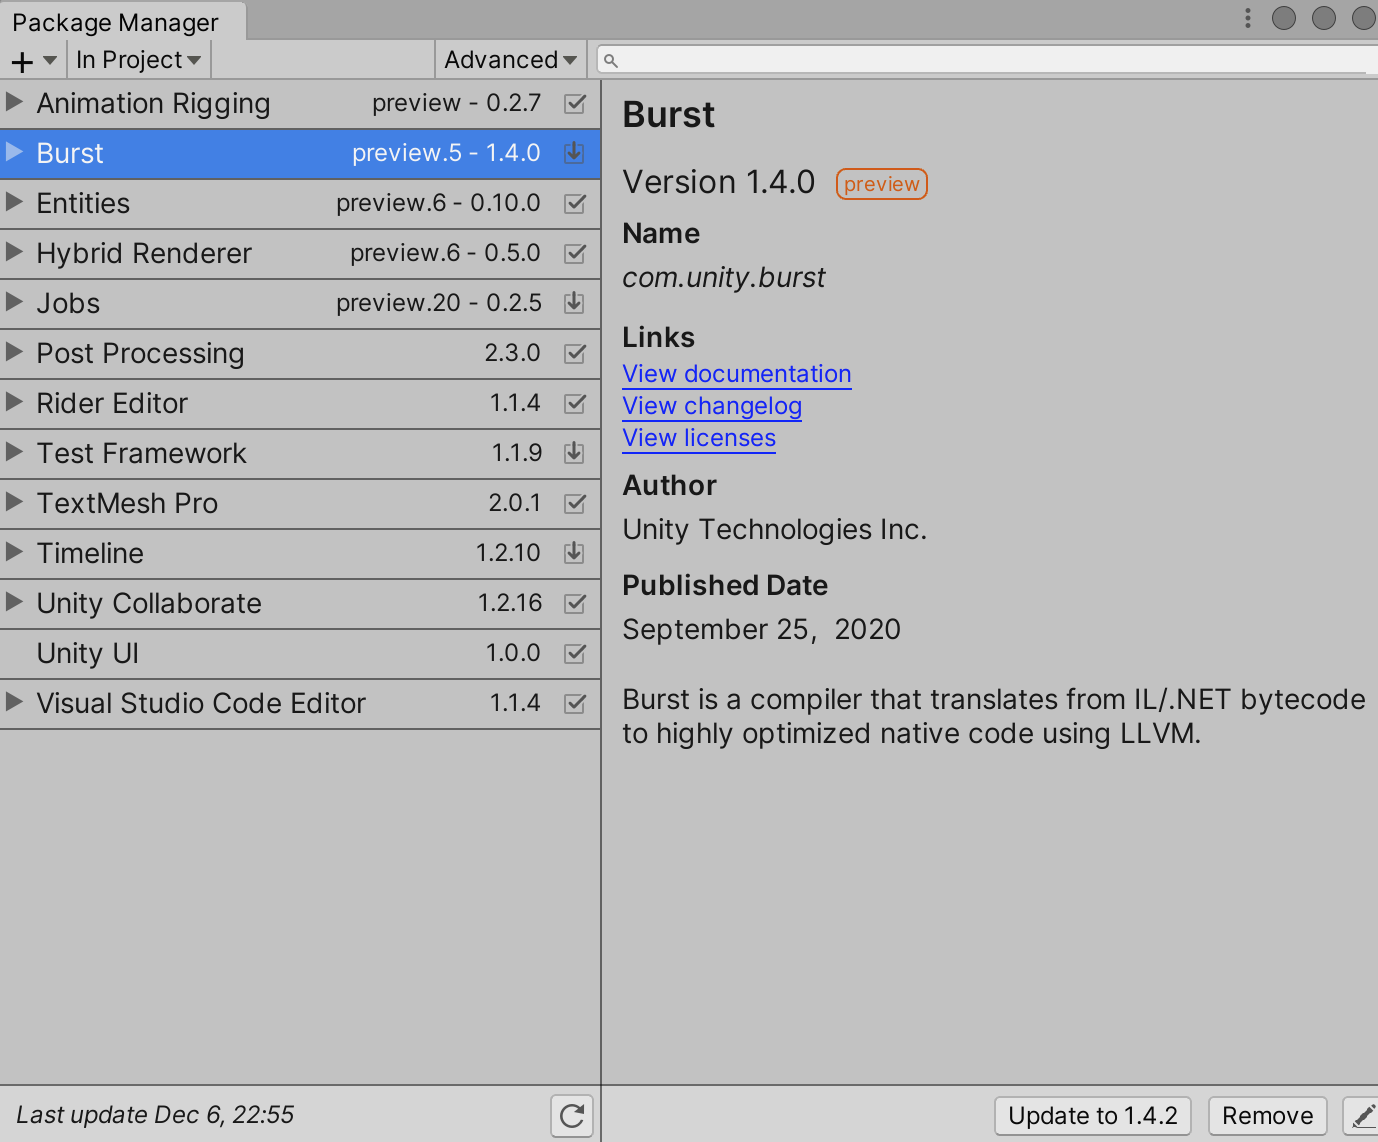 Package Manager
In Project
Advanced
Animation Rigging preview - 0.2.7
Burst preview.5 - 1.4.0
Entities preview.6 - 0.10.0
Hybrid Renderer preview.6 - 0.5.0
Jobs preview.20 - 0.2.5
Post Processing 2.3.0
Rider Editor 1.1.4
Test Framework 1.1.9
TextMesh Pro 2.0.1
Timeline 1.2.10
Unity Collaborate 1.2.16
Unity UI 1.0.0
Visual Studio Code Editor 1.1.4
Last update Dec 6, 22:55
Burst
Version 1.4.0 preview
Name
com.unity.burst
Links
View documentation
View changelog
View licenses
Author
Unity Technologies Inc.
Published Date
September 25,  2020
Burst is a compiler that translates from IL/.NET bytecode
to highly optimized native code using LLVM.
Update to 1.4.2 Remove